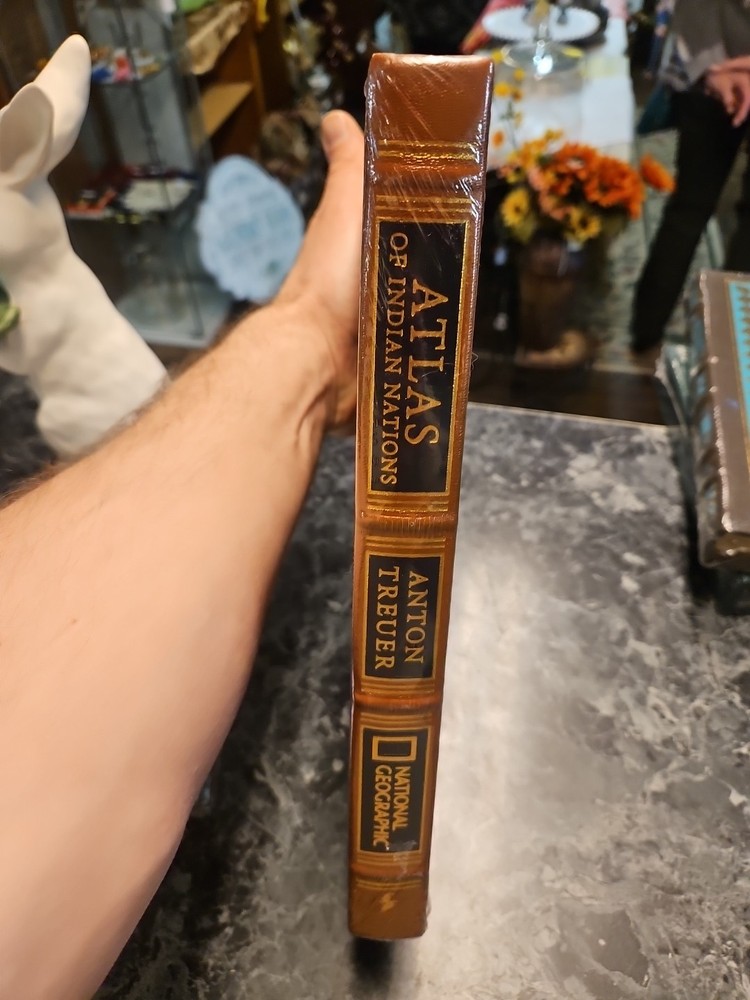 ATLAS
OF INDIAN NATIONS
ANTON
TREUER
NATIONAL
GEOGRAPHIC